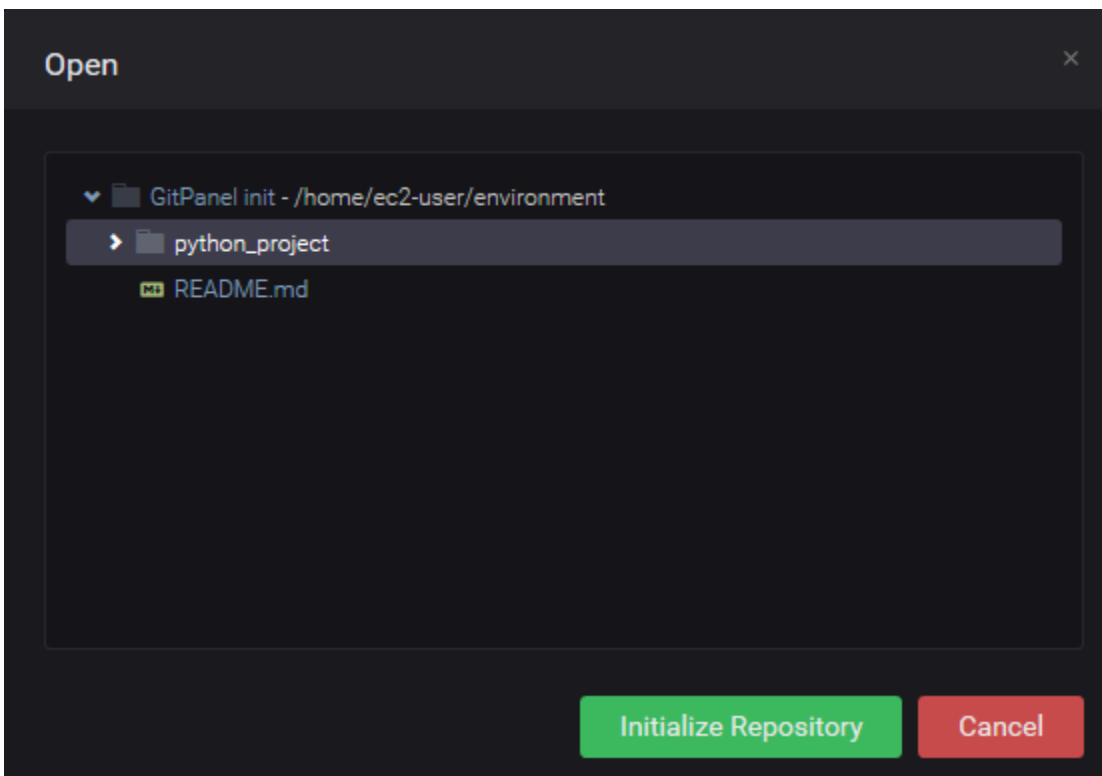 Open
×
GitPanel init - /home/ec2-user/environment
python_project
M↓ README.md
Initialize Repository Cancel